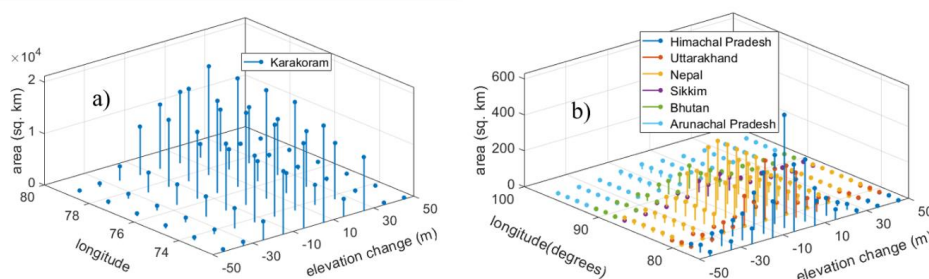 a)
×10^4
2
1
0
area (sq. km)
Karakoram
80
78
76
74
longitude
-50
-30
-10
10
30
50
elevation change (m)
b)
600
400
200
0
area (sq. km)
Himachal Pradesh
Uttarakhand
Nepal
Sikkim
Bhutan
Arunachal Pradesh
100
90
80
longitude(degrees)
-50
-30
-10
10
30
50
elevation change (m)